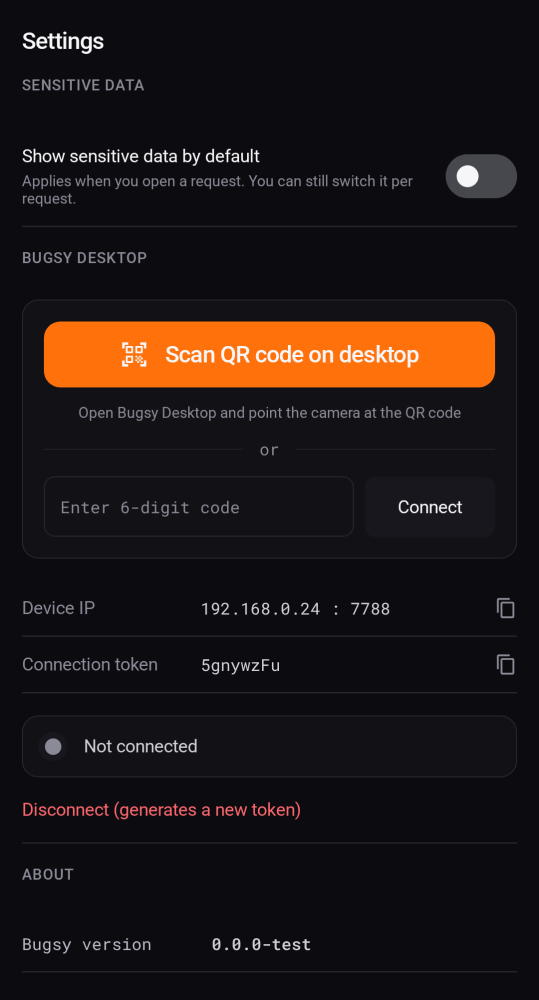 Settings
SENSITIVE DATA
Show sensitive data by default
Applies when you open a request. You can still switch it per
request.
BUGSY DESKTOP
Scan QR code on desktop
Open Bugsy Desktop and point the camera at the QR code
or
Enter 6-digit code
Connect
Device IP 192.168.0.24 : 7788
Connection token 5gnywzFu
Not connected
Disconnect (generates a new token)
ABOUT
Bugsy version 0.0.0-test